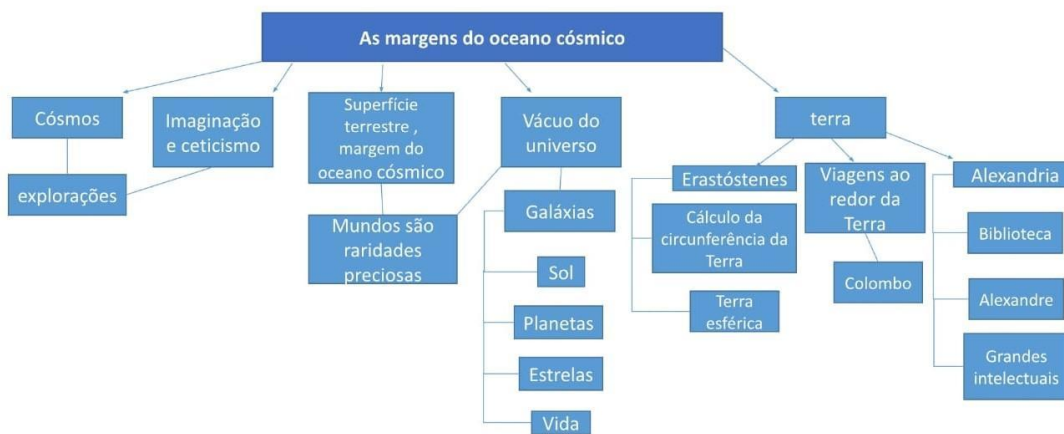 As margens do oceano cósmico
Cósmos
explorações
Imaginação
e ceticismo
Superfície
terrestre ,
margem do
oceano cósmico
Mundos são
raridades
preciosas
Vácuo do
universo
Galáxias
Sol
Planetas
Estrelas
Vida
terra
Erastóstenes
Cálculo da
circunferência da
Terra
Terra
esférica
Viagens ao
redor da
Terra
Colombo
Alexandria
Biblioteca
Alexandre
Grandes
intelectuais